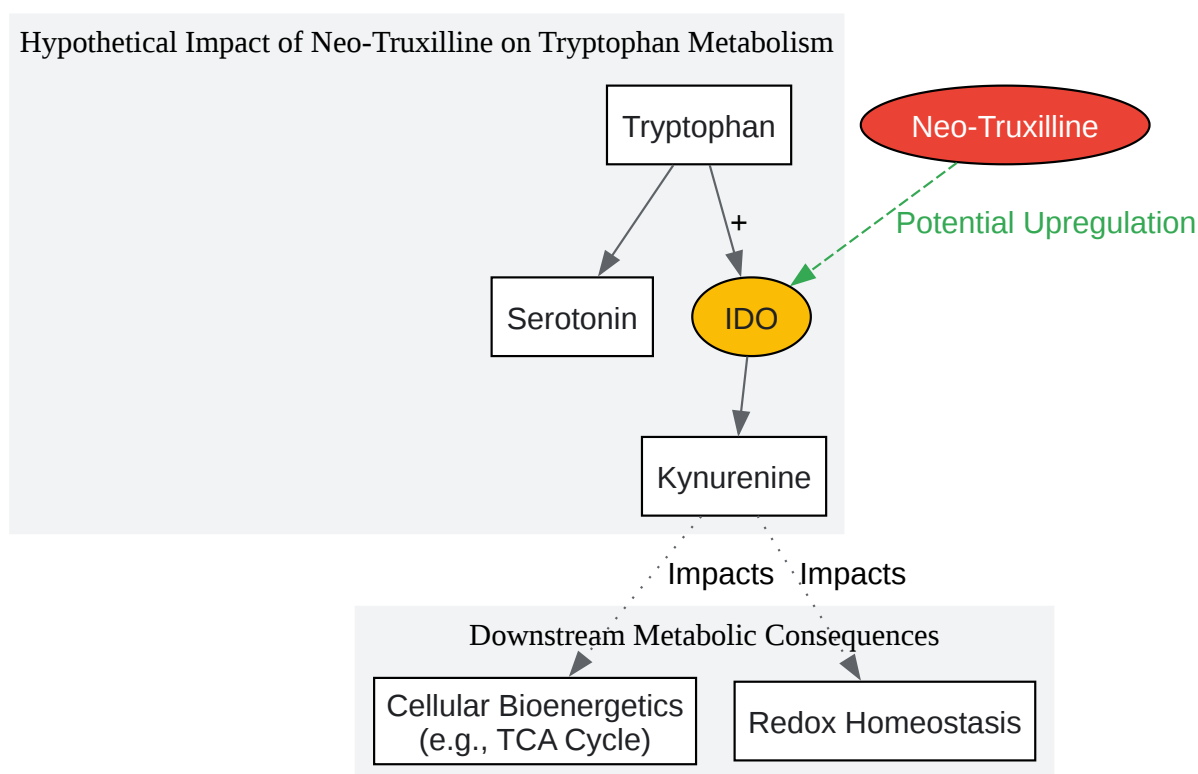 Hypothetical Impact of Neo-Truxilline on Tryptophan Metabolism
Tryptophan
Neo-Truxilline
+
Potential Upregulation
Serotonin
IDO
Kynurenine
Impacts
Impacts
Downstream Metabolic Consequences
Cellular Bioenergetics
(e.g., TCA Cycle)
Redox Homeostasis